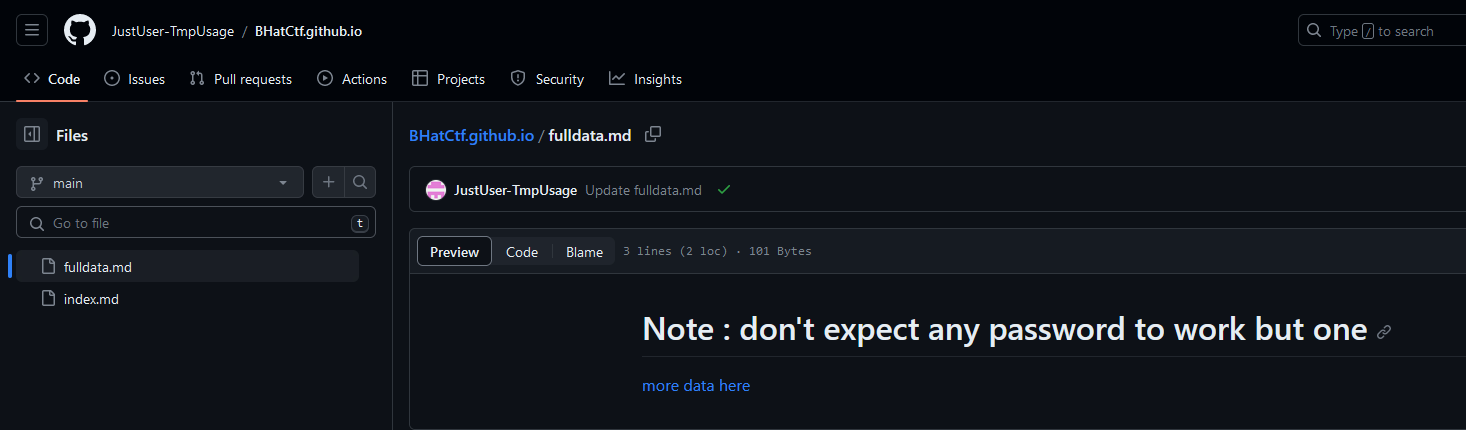 JustUser-TmpUsage / BHatCtf.github.io
Type / to search
Code Issues Pull requests Actions Projects Security Insights
Files
BHatCtf.github.io / fulldata.md
main
JustUser-TmpUsage Update fulldata.md
Go to file t
Preview Code Blame 3 lines (2 loc) · 101 Bytes
fulldata.md
index.md
Note : don't expect any password to work but one
more data here